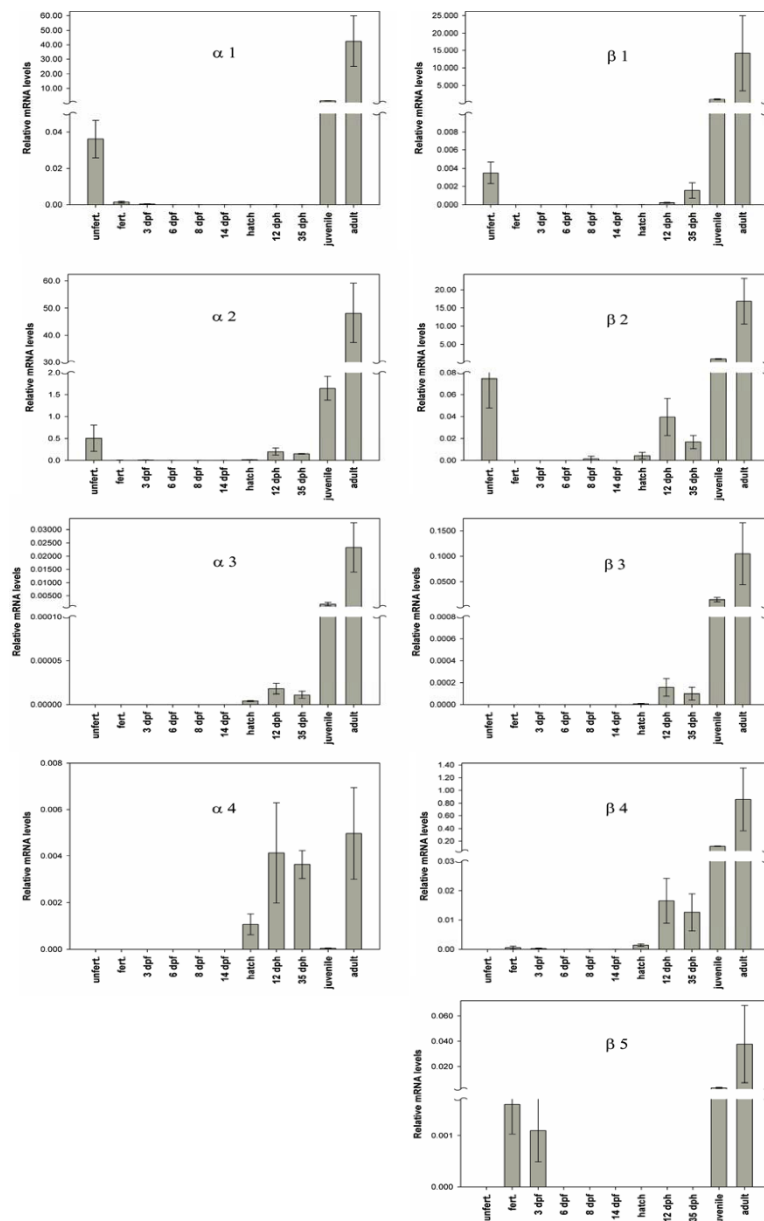 α 1
Relative mRNA levels
60.00
50.00
40.00
30.00
20.00
10.00
0.04
0.02
0.00
unfert.
fert.
3 dpf
6 dpf
8 dpf
14 dpf
hatch
12 dph
35 dph
juvenile
adult
β 1
Relative mRNA levels
25.000
20.000
15.000
10.000
5.000
0.008
0.006
0.004
0.002
0.000
unfert.
fert.
3 dpf
6 dpf
8 dpf
14 dpf
hatch
12 dph
35 dph
juvenile
adult
α 2
Relative mRNA levels
60.0
50.0
40.0
30.0
2.0
1.5
1.0
0.5
0.0
unfert.
fert.
3 dpf
6 dpf
8 dpf
14 dpf
hatch
12 dph
35 dph
juvenile
adult
β 2
Relative mRNA levels
20.00
15.00
10.00
5.00
0.08
0.06
0.04
0.02
0.00
unfert.
fert.
3 dpf
6 dpf
8 dpf
14 dpf
hatch
12 dph
35 dph
juvenile
adult
α 3
Relative mRNA levels
0.03000
0.02500
0.02000
0.01500
0.01000
0.00500
0.00010
0.00005
0.00000
unfert.
fert.
3 dpf
6 dpf
8 dpf
14 dpf
hatch
12 dph
35 dph
juvenile
adult
β 3
Relative mRNA levels
0.1500
0.1000
0.0500
0.0008
0.0006
0.0004
0.0002
0.0000
unfert.
fert.
3 dpf
6 dpf
8 dpf
14 dpf
hatch
12 dph
35 dph
juvenile
adult
α 4
Relative mRNA levels
0.008
0.006
0.004
0.002
0.000
unfert.
fert.
3 dpf
6 dpf
8 dpf
14 dpf
hatch
12 dph
35 dph
juvenile
adult
β 4
Relative mRNA levels
1.40
1.20
1.00
0.80
0.60
0.40
0.20
0.03
0.02
0.01
0.00
unfert.
fert.
3 dpf
6 dpf
8 dpf
14 dpf
hatch
12 dph
35 dph
juvenile
adult
β 5
Relative mRNA levels
0.060
0.040
0.020
0.001
0.000
unfert.
fert.
3 dpf
6 dpf
8 dpf
14 dpf
hatch
12 dph
35 dph
juvenile
adult